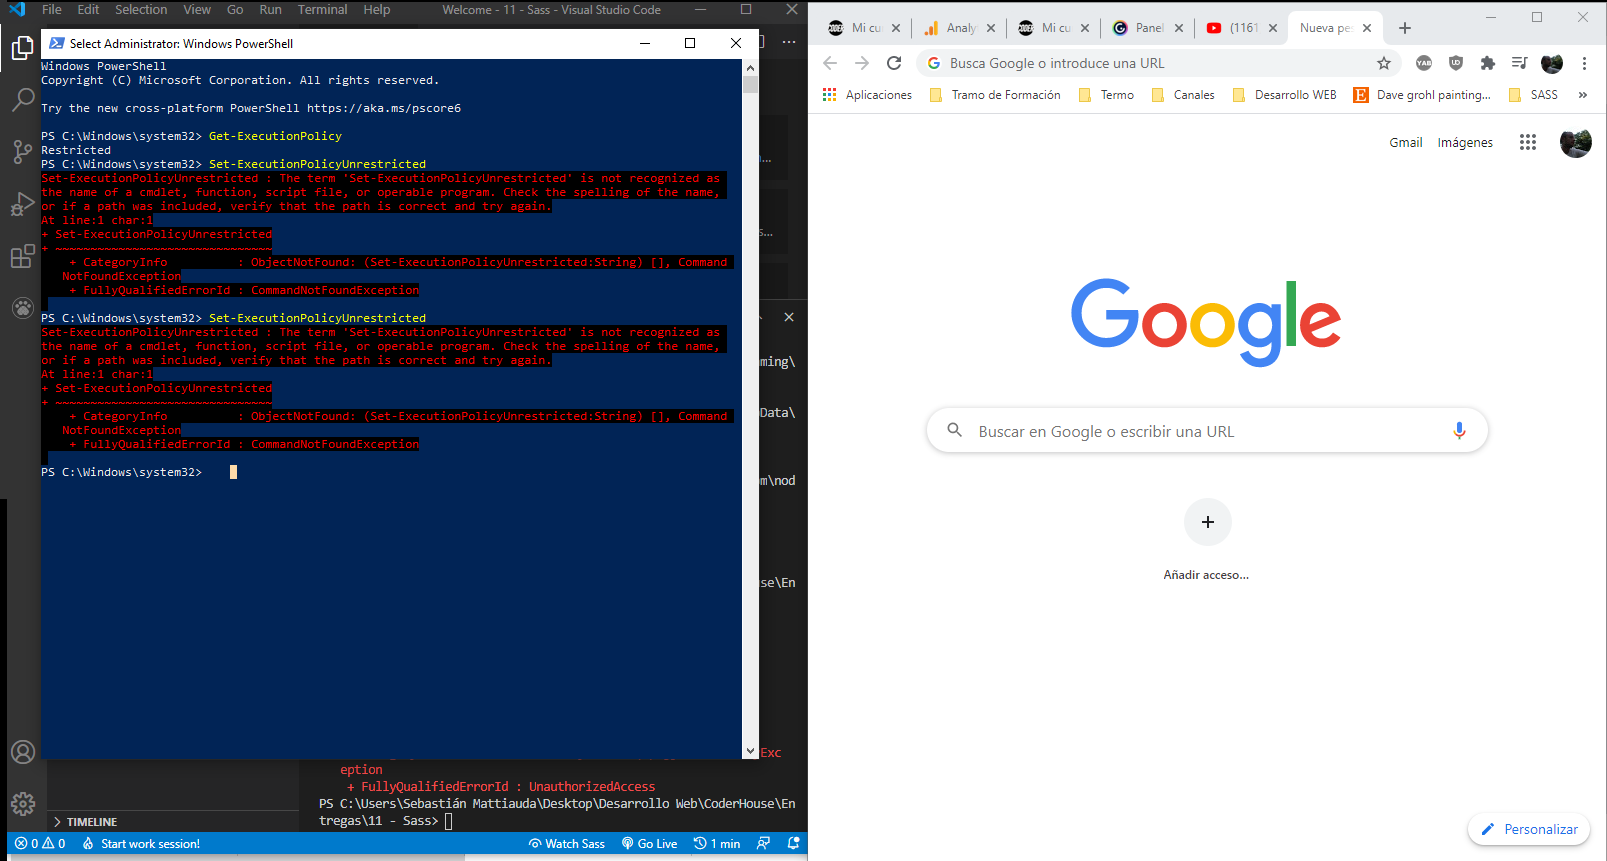 File Edit Selection View Go Run Terminal Help Welcome - 11 - Sass - Visual Studio Code
Select Administrator: Windows PowerShell
Windows PowerShell
Copyright (C) Microsoft Corporation. All rights reserved.
Try the new cross-platform PowerShell https://aka.ms/pscore6
PS C:\Windows\system32> Get-ExecutionPolicy
Restricted
PS C:\Windows\system32> Set-ExecutionPolicyUnrestricted
Set-ExecutionPolicyUnrestricted : The term 'Set-ExecutionPolicyUnrestricted' is not recognized as
the name of a cmdlet, function, script file, or operable program. Check the spelling of the name,
or if a path was included, verify that the path is correct and try again.
At line:1 char:1
+ Set-ExecutionPolicyUnrestricted
+ ~~~~~~~~~~~~~~~~~~~~~~~~~~~~~~~
+ CategoryInfo : ObjectNotFound: (Set-ExecutionPolicyUnrestricted:String) [], Command
NotFoundException
+ FullyQualifiedErrorId : CommandNotFoundException
PS C:\Windows\system32> Set-ExecutionPolicyUnrestricted
Set-ExecutionPolicyUnrestricted : The term 'Set-ExecutionPolicyUnrestricted' is not recognized as
the name of a cmdlet, function, script file, or operable program. Check the spelling of the name,
or if a path was included, verify that the path is correct and try again.
At line:1 char:1
+ Set-ExecutionPolicyUnrestricted
+ ~~~~~~~~~~~~~~~~~~~~~~~~~~~~~~~
+ CategoryInfo : ObjectNotFound: (Set-ExecutionPolicyUnrestricted:String) [], Command
NotFoundException
+ FullyQualifiedErrorId : CommandNotFoundException
PS C:\Windows\system32>
s...
ming\
Data\
om\nod
se\En
Exc
eption
+ FullyQualifiedErrorId : UnauthorizedAccess
PS C:\Users\Sebastián Mattiauda\Desktop\Desarrollo Web\CoderHouse\En
tregas\11 - Sass>
TIMELINE
0 0 Start work session! Watch Sass Go Live 1 min
Mi cu Analy Mi cu Panel (1161 Nueva pe
Busca Google o introduce una URL
Aplicaciones Tramo de Formación Termo Canales Desarrollo WEB Dave grohl painting... SASS »
Gmail Imágenes
Google
Buscar en Google o escribir una URL
Añadir acceso...
Personalizar